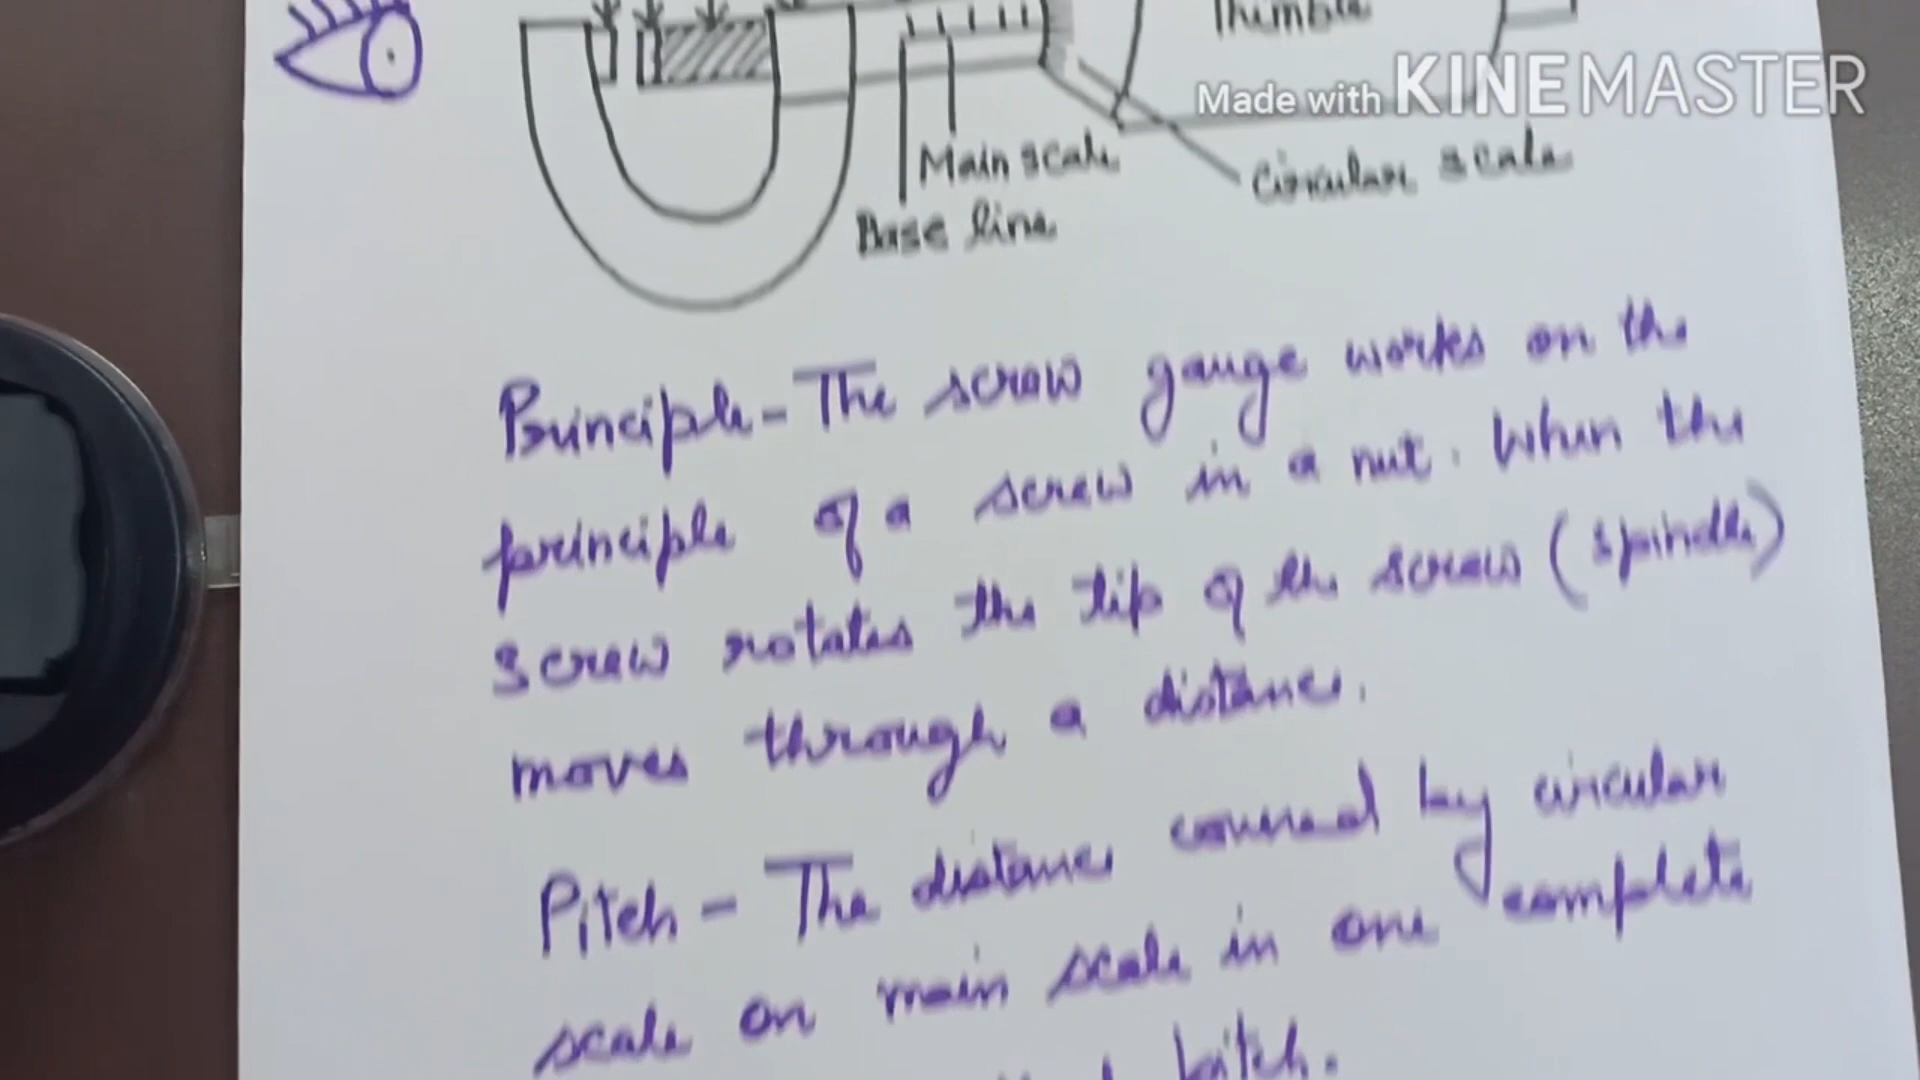 Thimble
Made with KINEMASTER
Main scale
Circular scale
Base line
Principle - The screw gauge works on the
principle of a screw in a nut. When the
screw rotates the tip of the screw (spindle)
moves through a distance.
Pitch - The distance covered by circular
scale on main scale in one complete
pitch.